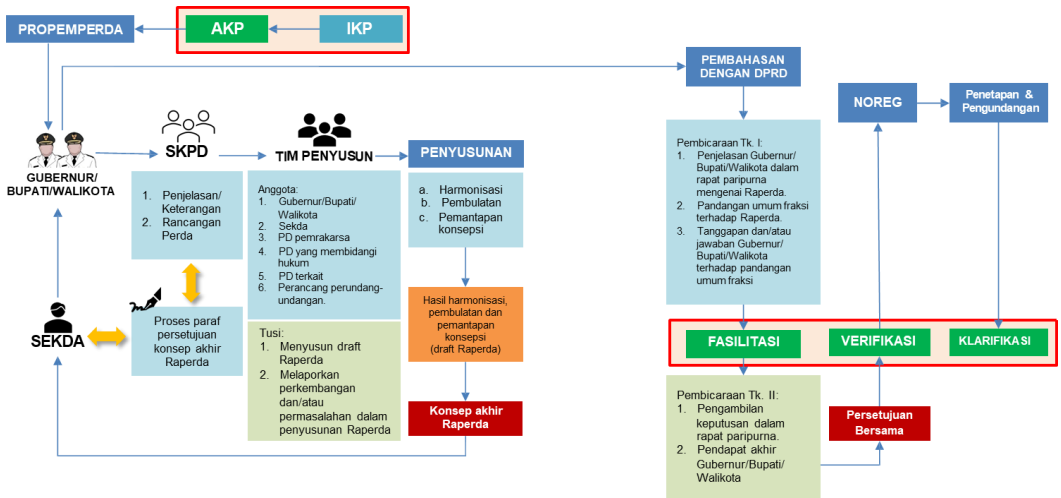 PROPEMPERDA
AKP
IKP
GUBERNUR/
BUPATI/WALIKOTA
SKPD
TIM PENYUSUN
PENYUSUNAN
1. Penjelasan/
Keterangan
2. Rancangan
Perda
Anggota:
1. Gubernur/Bupati/
Walikota
2. Sekda
3. PD pemrakarsa
4. PD yang membidangi
hukum
5. PD terkait
6. Perancang perundang-
undangan.
a. Harmonisasi
b. Pembulatan
c. Pemantapan
konsepsi
SEKDA
Proses paraf
persetujuan
konsep akhir
Raperda
Tusi:
1. Menyusun draft
Raperda
2. Melaporkan
perkembangan
dan/atau
permasalahan dalam
penyusunan Raperda
Hasil harmonisasi,
pembulatan dan
pemantapan
konsepsi
(draft Raperda)
Konsep akhir
Raperda
PEMBAHASAN
DENGAN DPRD
Pembicaraan Tk. I:
1. Penjelasan Gubernur/
Bupati/Walikota dalam
rapat paripurna
mengenai Raperda.
2. Pandangan umum fraksi
terhadap Raperda.
3. Tanggapan dan/atau
jawaban Gubernur/
Bupati/Walikota
terhadap pandangan
umum fraksi
NOREG
Penetapan &
Pengundangan
FASILITASI
VERIFIKASI
KLARIFIKASI
Pembicaraan Tk. II:
1. Pengambilan
keputusan dalam
rapat paripurna.
2. Pendapat akhir
Gubernur/Bupati/
Walikota
Persetujuan
Bersama